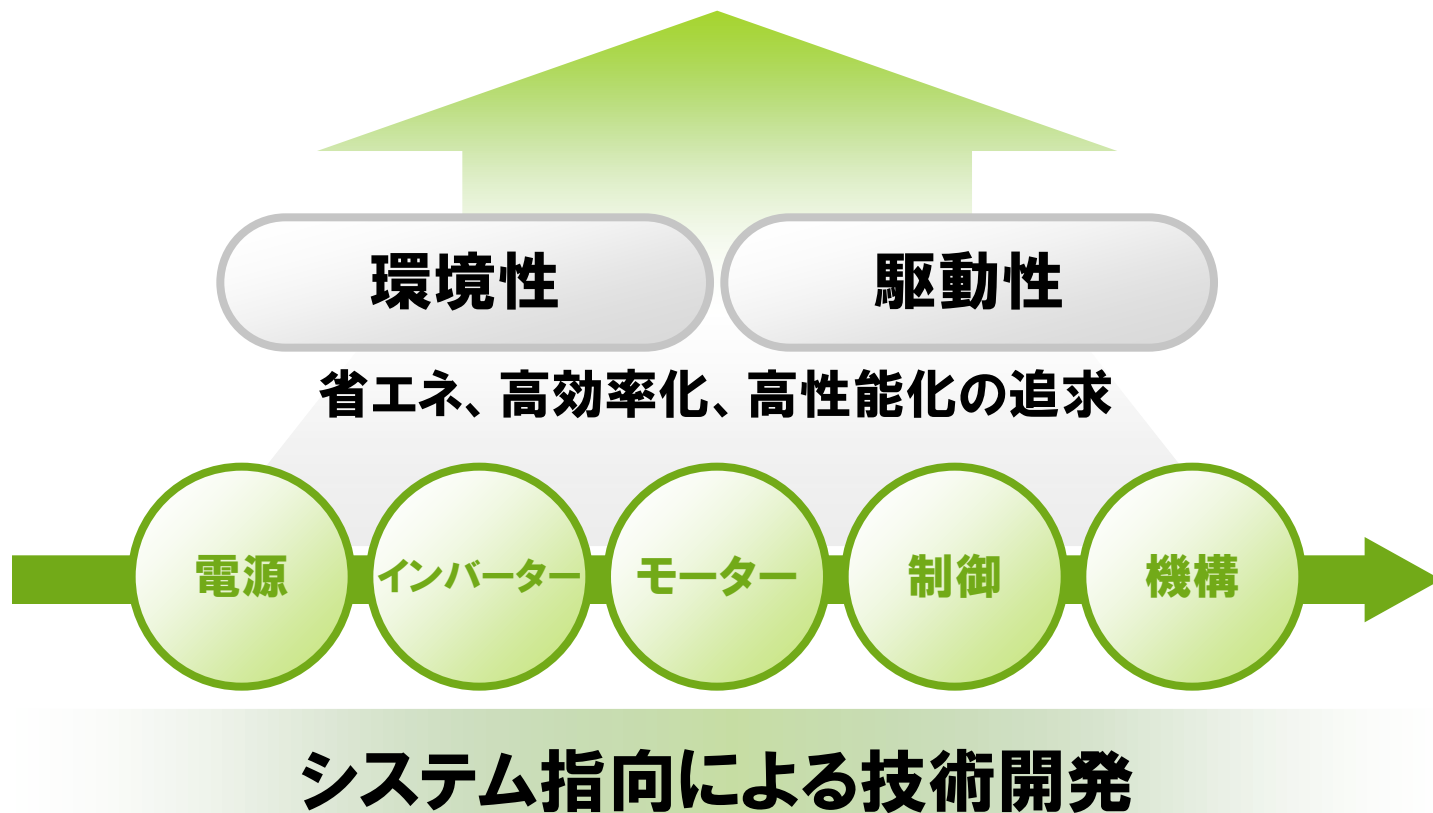 環境性
駆動性
省エネ、高効率化、高性能化の追求
電源
インバーター
モーター
制御
機構
システム指向による技術開発